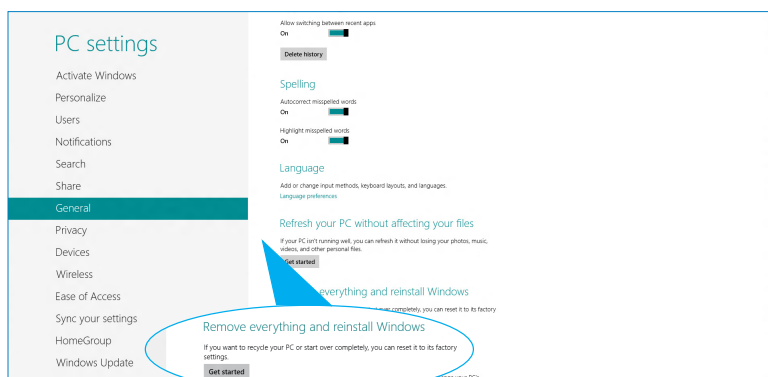 PC settings
Activate Windows
Personalize
Users
Notifications
Search
Share
General
Privacy
Devices
Wireless
Ease of Access
Sync your settings
HomeGroup
Windows Update
Allow switching between recent apps
On
Delete history
Spelling
Autocorrect misspelled words
On
Highlight misspelled words
On
Language
Add or change input methods, keyboard layouts, and languages.
Language preferences
Refresh your PC without affecting your files
If your PC isn't running well, you can refresh it without losing your photos, music,
videos, and other personal files.
Get started
everything and reinstall Windows
over completely, you can reset it to its factory
Remove everything and reinstall Windows
If you want to recycle your PC or start over completely, you can reset it to its factory
settings.
Get started